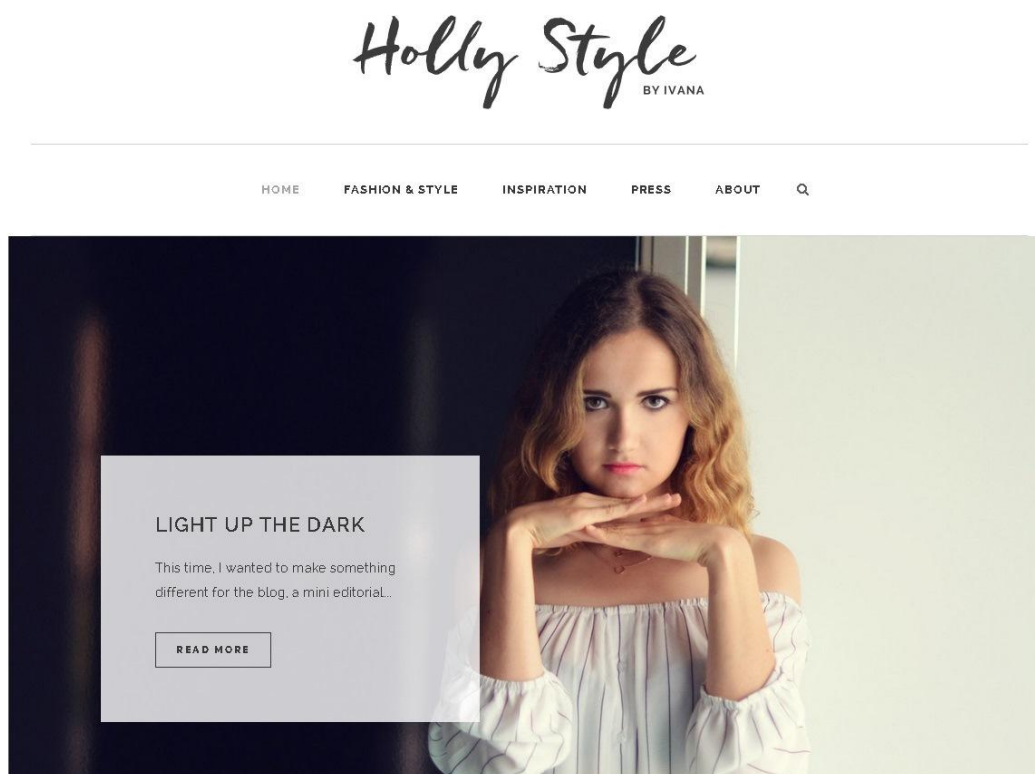 Holly Style
BY IVANA
HOME FASHION & STYLE INSPIRATION PRESS ABOUT
LIGHT UP THE DARK
This time, I wanted to make something
different for the blog, a mini editorial...
READ MORE